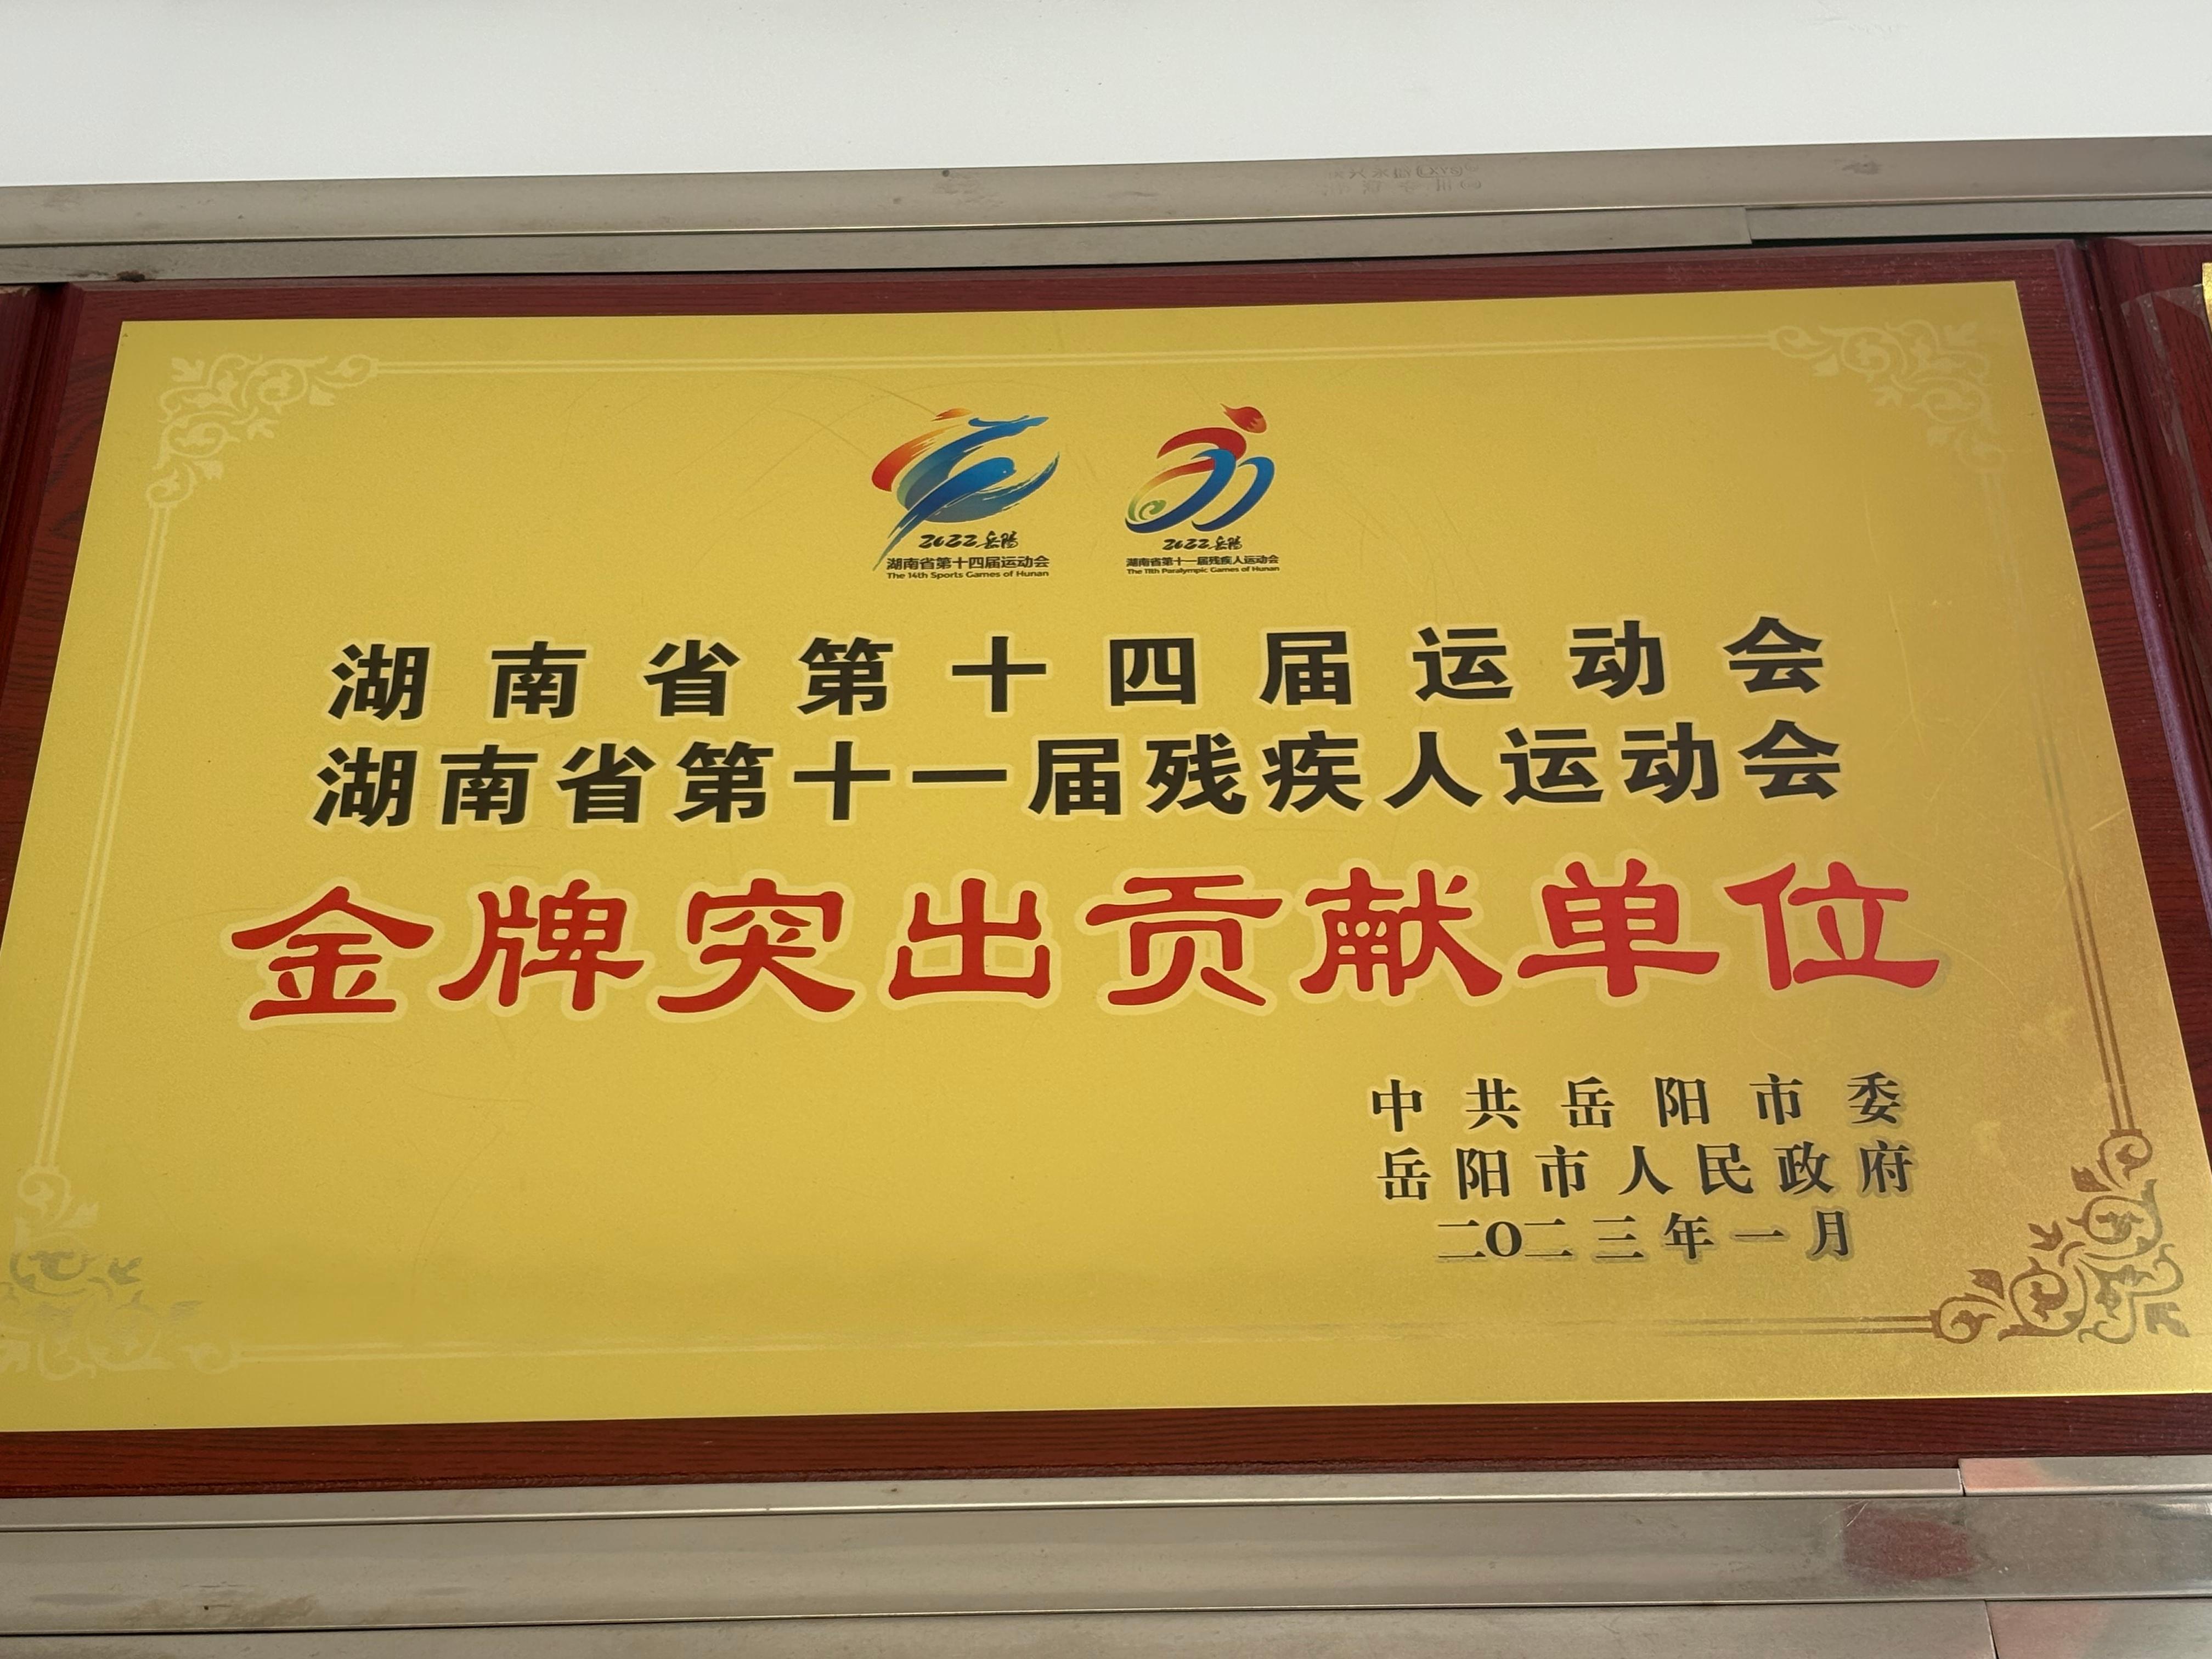 2022 岳阳 2022 岳阳
湖南省第十四届运动会 湖南省第十一届残疾人运动会
The 14th Sports Games of Hunan The 11th Paralympic Games of Hunan
湖南省第十四届运动会
湖南省第十一届残疾人运动会
金牌突出贡献单位
中共岳阳市委
岳阳市人民政府
二O二三年一月